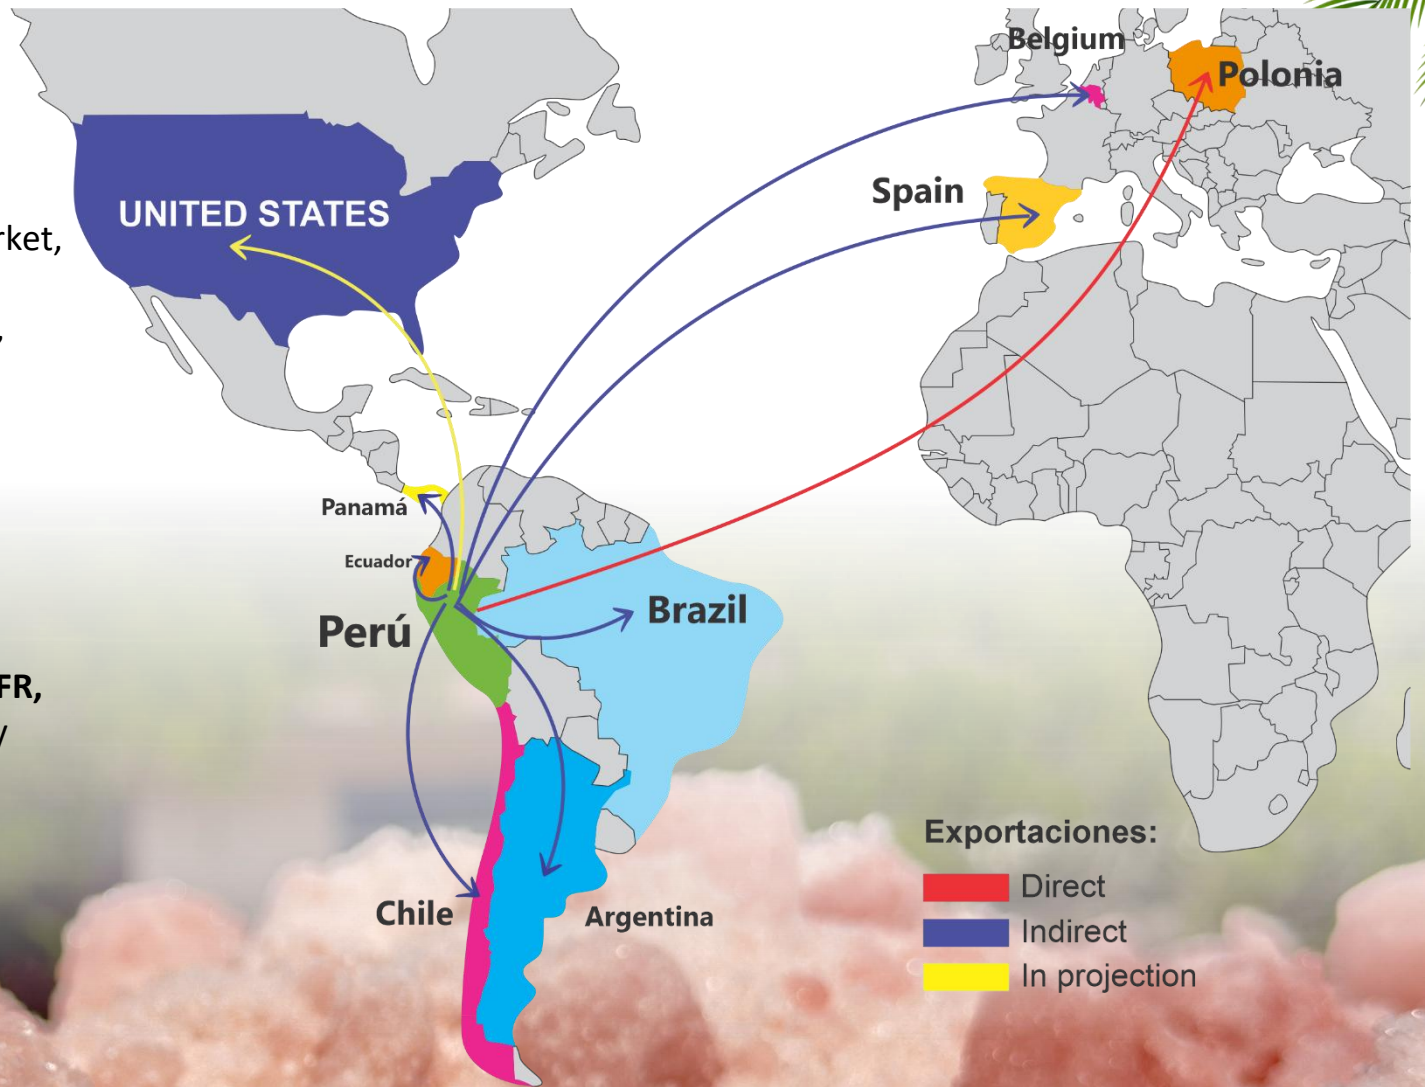 Belgium
Polonia
Spain
UNITED STATES
rket,
,
Panamá
Ecuador
Perú
Brazil
FR,
Chile
Argentina
Exportaciones:
Direct
Indirect
In projection